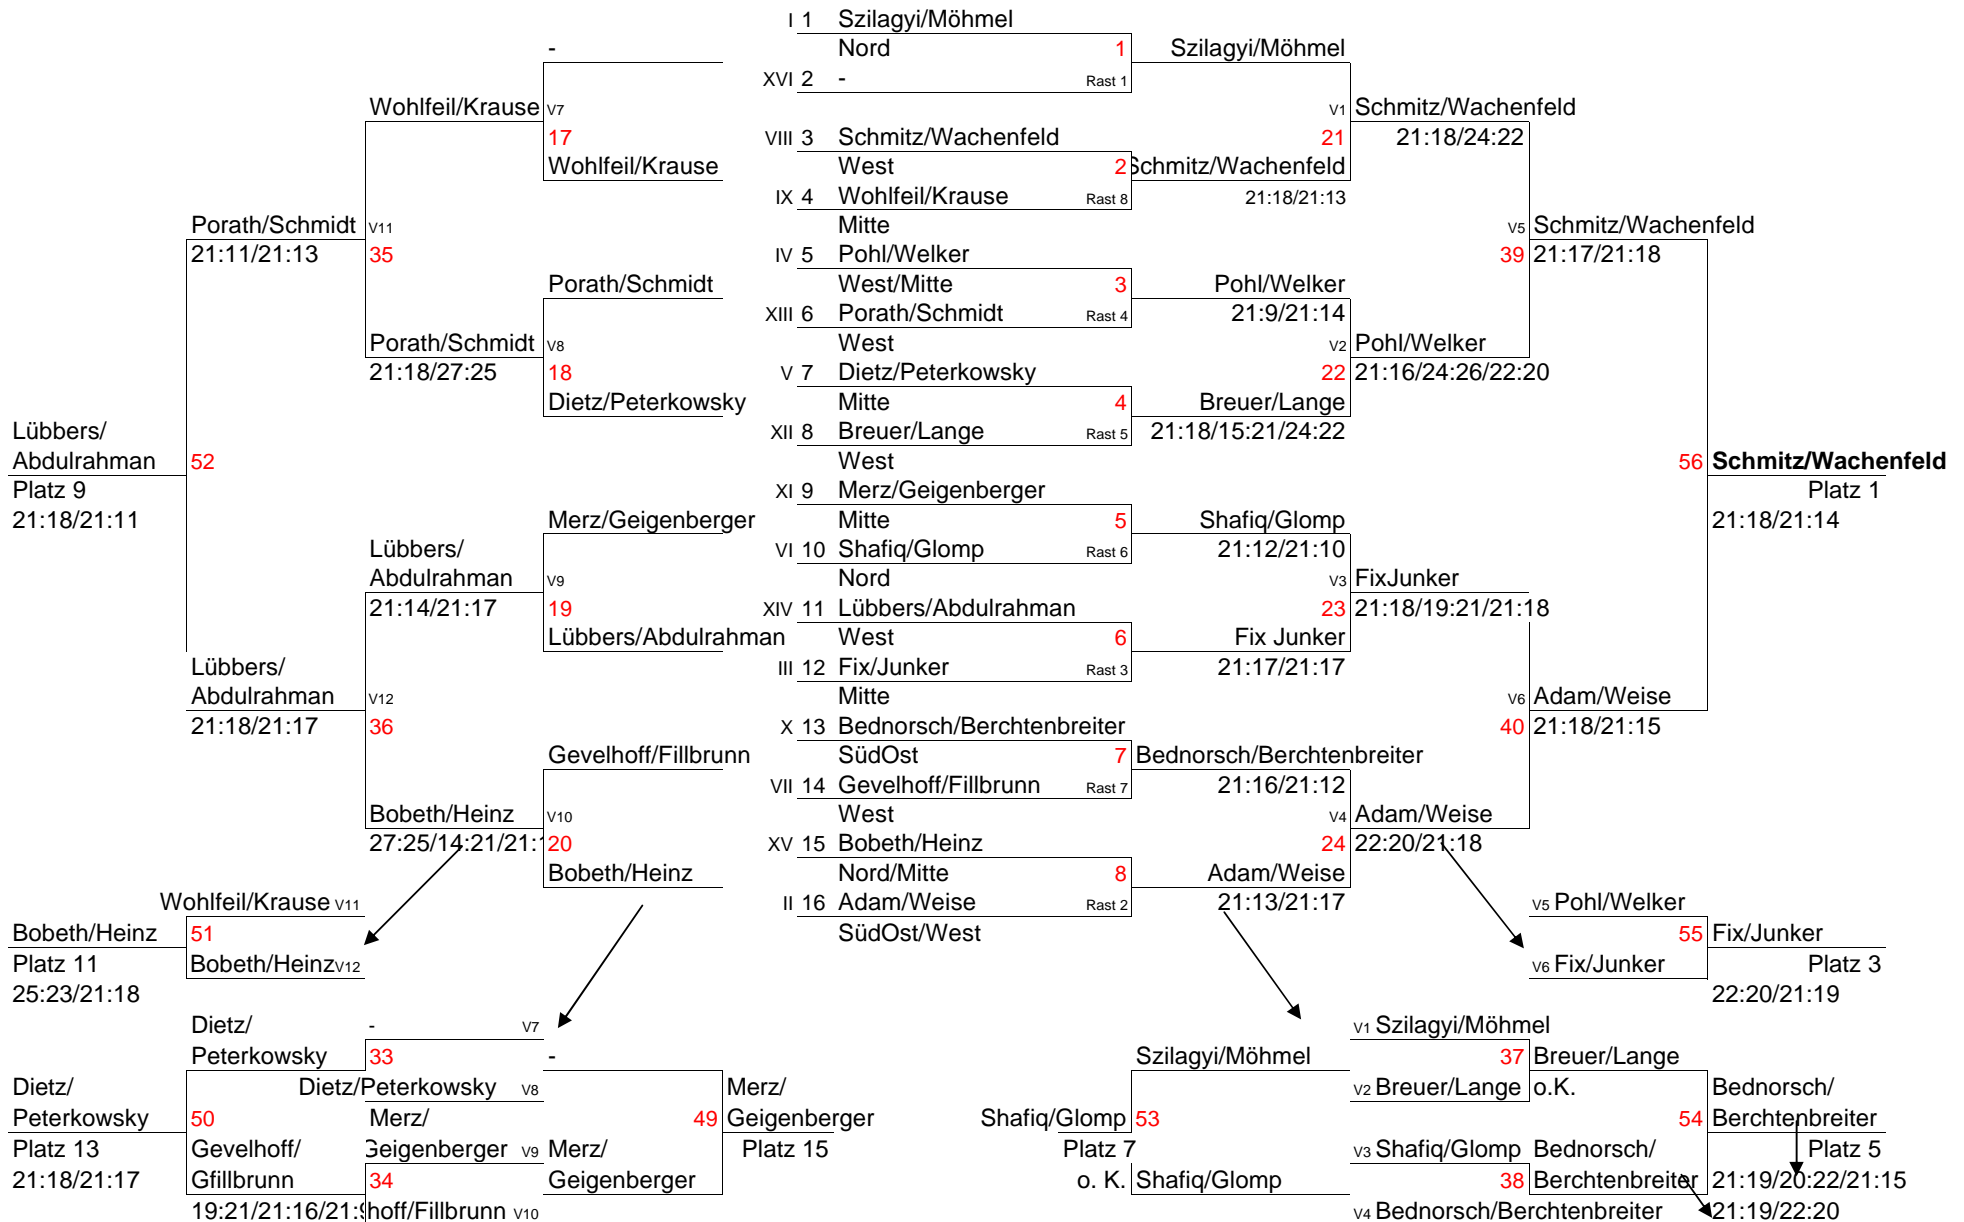 I 1 Szilagyi/Möhmel
- Nord 1 Szilagyi/Möhmel
XVI 2 - Rast 1
Wohlfeil/Krause V7 V1 Schmitz/Wachenfeld
17 VIII 3 Schmitz/Wachenfeld 21 21:18/24:22
Wohlfeil/Krause West 2 Schmitz/Wachenfeld
IX 4 Wohlfeil/Krause Rast 8 21:18/21:13
Porath/Schmidt V11 Mitte V5 Schmitz/Wachenfeld
21:11/21:13 35 IV 5 Pohl/Welker 39 21:17/21:18
Porath/Schmidt West/Mitte 3 Pohl/Welker
XIII 6 Porath/Schmidt Rast 4 21:9/21:14
Porath/Schmidt V8 West V2 Pohl/Welker
21:18/27:25 18 V 7 Dietz/Peterkowsky 22 21:16/24:26/22:20
Dietz/Peterkowsky Mitte 4 Breuer/Lange
Lübbers/ XII 8 Breuer/Lange Rast 5 21:18/15:21/24:22
Abdulrahman 52 West 56 Schmitz/Wachenfeld
Platz 9 XI 9 Merz/Geigenberger Platz 1
21:18/21:11 Merz/Geigenberger Mitte 5 Shafiq/Glomp 21:18/21:14
Lübbers/ VI 10 Shafiq/Glomp Rast 6 21:12/21:10
Abdulrahman V9 Nord V3 FixJunker
21:14/21:17 19 XIV 11 Lübbers/Abdulrahman 23 21:18/19:21/21:18
Lübbers/Abdulrahman West 6 Fix Junker
Lübbers/ III 12 Fix/Junker Rast 3 21:17/21:17
Abdulrahman V12 Mitte V6 Adam/Weise
21:18/21:17 36 X 13 Bednorsch/Berchtenbreiter 40 21:18/21:15
Gevelhoff/Fillbrunn SüdOst 7 Bednorsch/Berchtenbreiter
VII 14 Gevelhoff/Fillbrunn Rast 7 21:16/21:12
Bobeth/Heinz V10 West V4 Adam/Weise
27:25/14:21/21: 20 XV 15 Bobeth/Heinz 24 22:20/21:18
Bobeth/Heinz Nord/Mitte 8 Adam/Weise
Wohlfeil/Krause V11 II 16 Adam/Weise Rast 2 21:13/21:17 V5 Pohl/Welker
Bobeth/Heinz 51 SüdOst/West 55 Fix/Junker
Platz 11 Bobeth/Heinz V12 V6 Fix/Junker Platz 3
25:23/21:18 22:20/21:19
Dietz/ - V7 V1 Szilagyi/Möhmel
Peterkowsky 33 - Szilagyi/Möhmel 37 Breuer/Lange
Dietz/ Dietz/Peterkowsky V8 Merz/ V2 Breuer/Lange o.K. Bednorsch/
Peterkowsky 50 Merz/ 49 Geigenberger Shafiq/Glomp 53 54 Berchtenbreiter
Platz 13 Gevelhoff/ Geigenberger V9 Merz/ Platz 15 Platz 7 V3 Shafiq/Glomp Bednorsch/ Platz 5
21:18/21:17 Gfillbrunn 34 Geigenberger o. K. Shafiq/Glomp 38 Berchtenbreiter 21:19/20:22/21:15
19:21/21:16/21:9 hoff/Fillbrunn V10 V4 Bednorsch/Berchtenbreiter 21:19/22:20